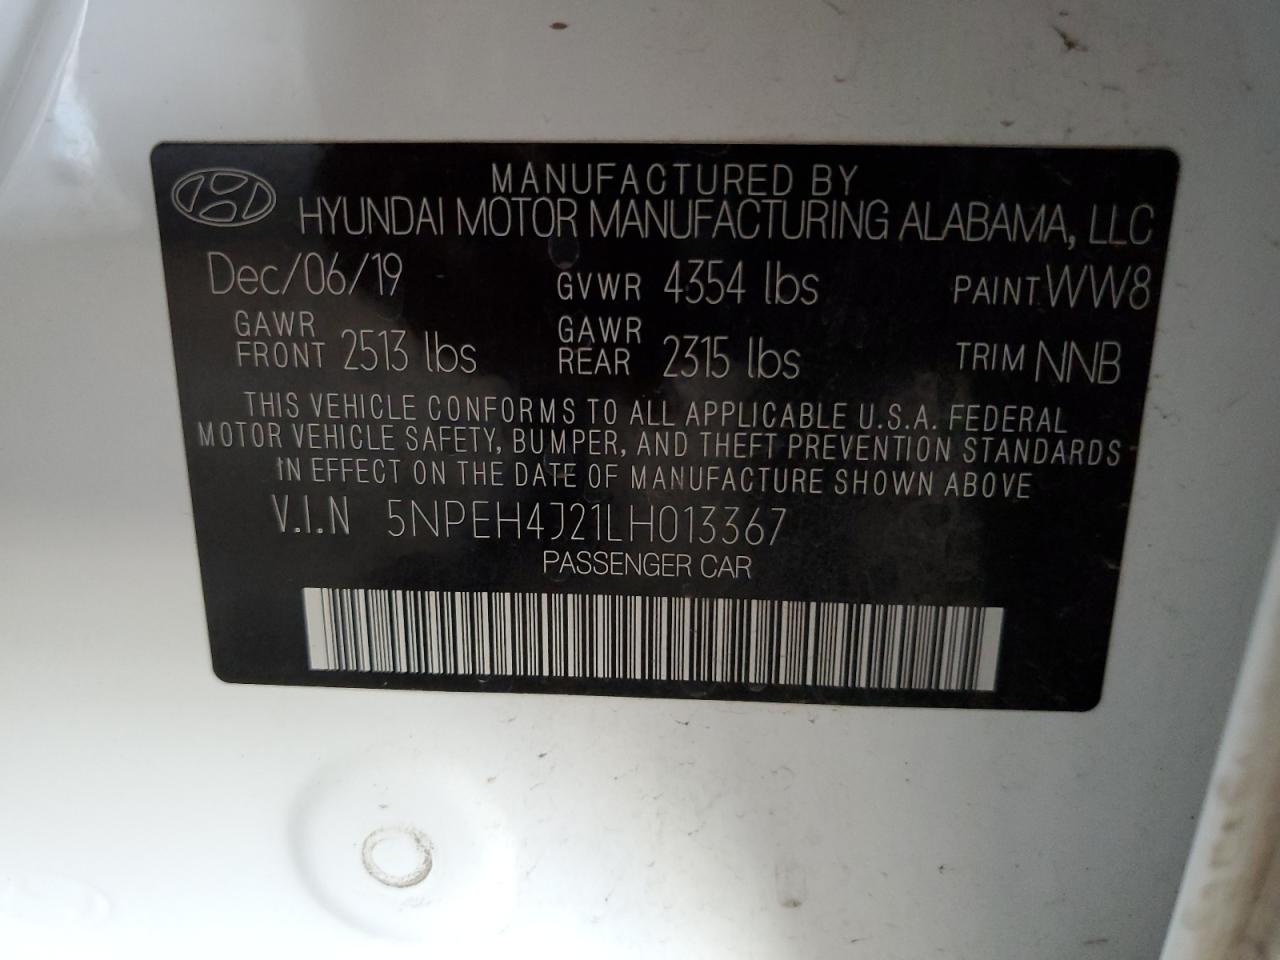 MANUFACTURED BY
HYUNDAI MOTOR MANUFACTURING ALABAMA, LLC
Dec/06/19 GVWR 4354 lbs PAINT WW8
GAWR FRONT 2513 lbs GAWR REAR 2315 lbs TRIM NNB
THIS VEHICLE CONFORMS TO ALL APPLICABLE U.S.A. FEDERAL
MOTOR VEHICLE SAFETY, BUMPER, AND THEFT PREVENTION STANDARDS
IN EFFECT ON THE DATE OF MANUFACTURE SHOWN ABOVE
V.I.N 5NPEH4J21LH013367
PASSENGER CAR